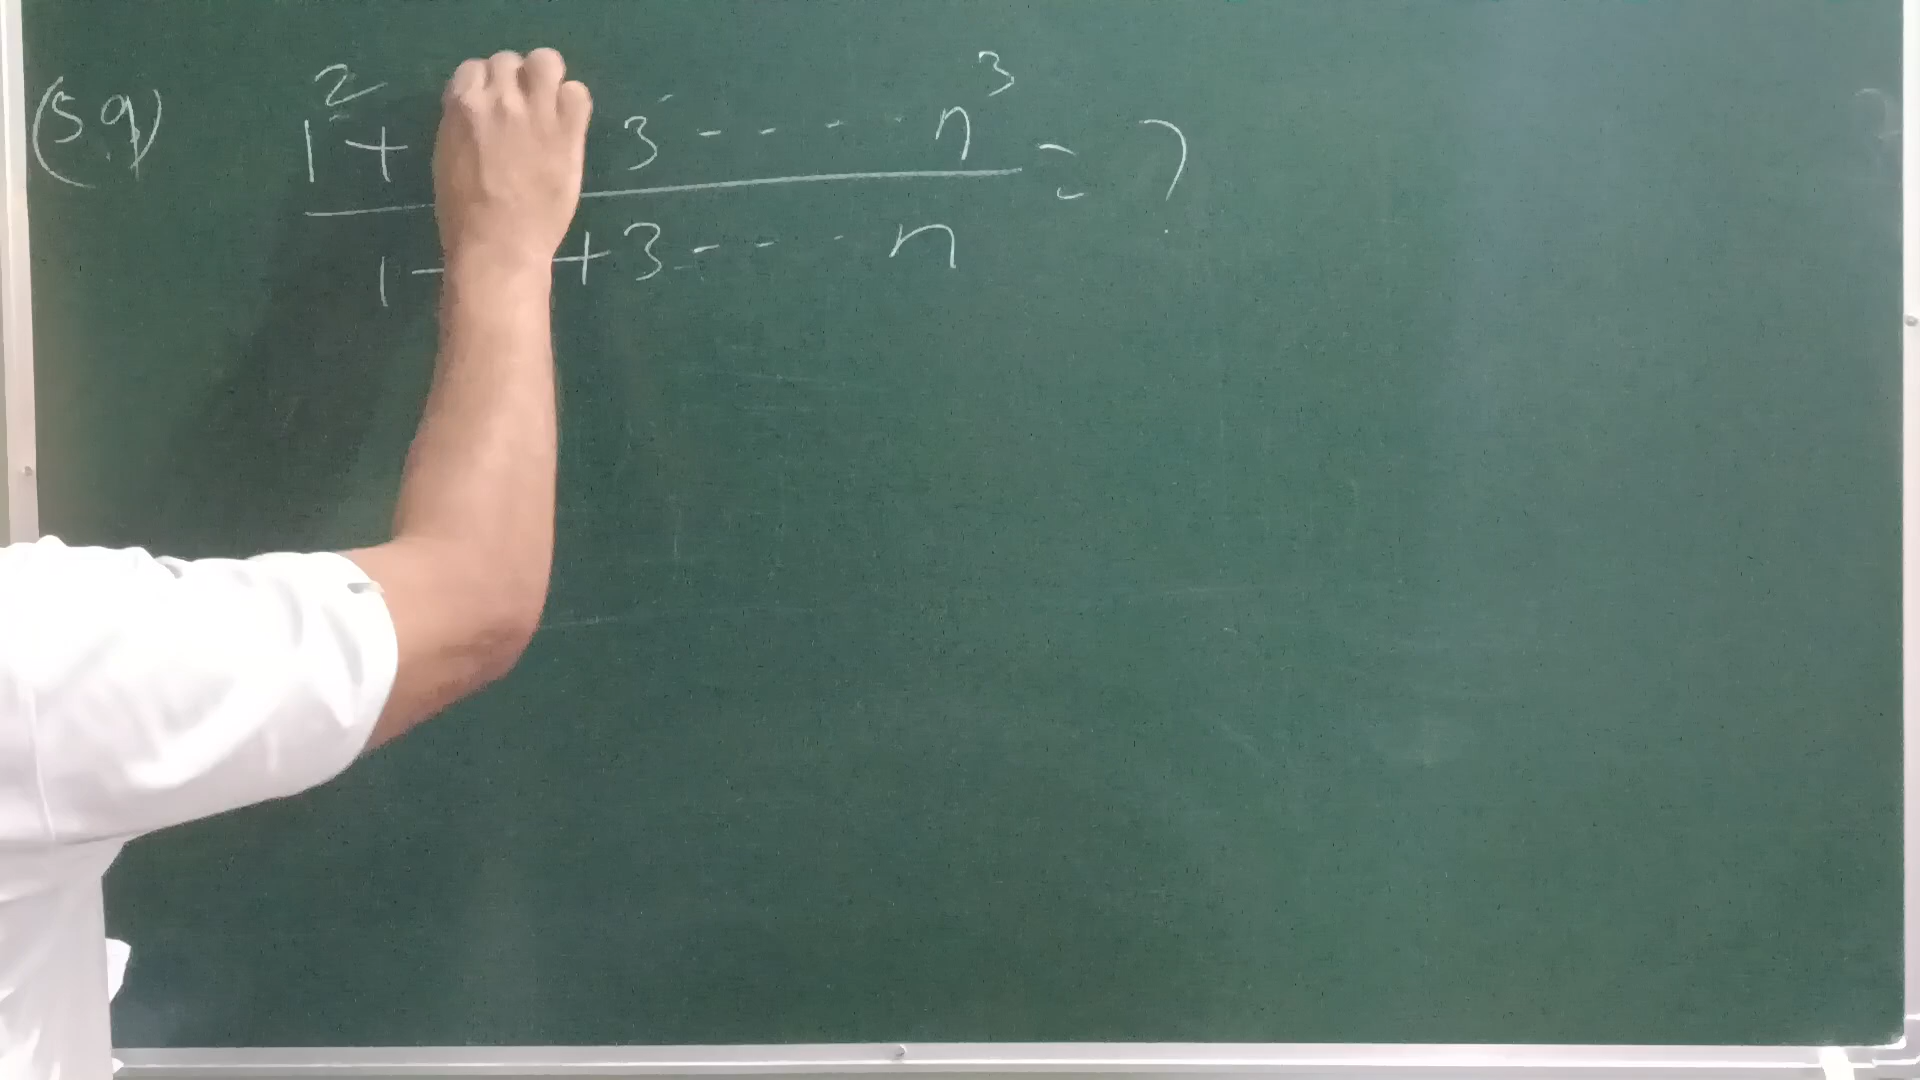 (59) 1² + 3 - - - - n³ = ?
1 + 3 - - - - n